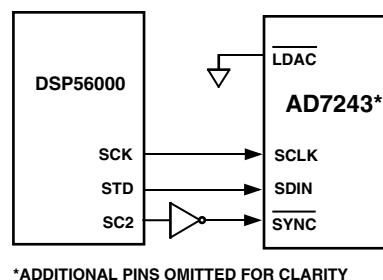 DSP56000
SCK
STD
SC2
LDAC
AD7243*
SCLK
SDIN
SYNC
*ADDITIONAL PINS OMITTED FOR CLARITY